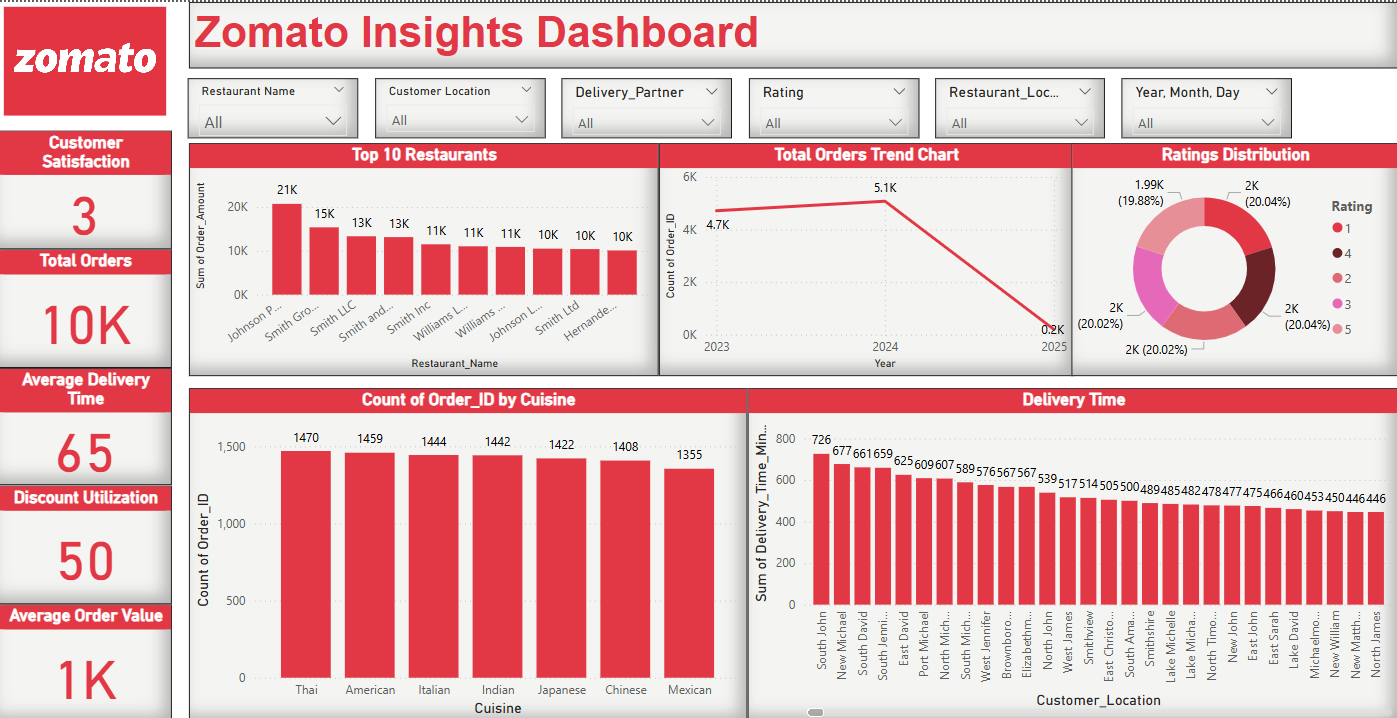 zomato
Zomato Insights Dashboard
Restaurant Name
All
Customer Location
All
Delivery_Partner
All
Rating
All
Restaurant_Loc...
All
Year, Month, Day
All
Customer
Satisfaction
3
Total Orders
10K
Average Delivery
Time
65
Discount Utilization
50
Average Order Value
1K
Top 10 Restaurants
Sum of Order_Amount
20K
10K
0K
21K
15K
13K
13K
11K
11K
11K
10K
10K
10K
Johnson P...
Smith Gro...
Smith LLC
Smith and...
Smith Inc
Williams L...
Williams ...
Johnson L...
Smith Ltd
Hernande...
Restaurant_Name
Total Orders Trend Chart
Count of Order_ID
6K
4K
2K
0K
4.7K
5.1K
0.2K
2023
2024
2025
Year
Ratings Distribution
1.99K
(19.88%)
2K
(20.04%)
2K
(20.02%)
2K
(20.04%)
2K (20.02%)
Rating
1
4
2
3
5
Count of Order_ID by Cuisine
Count of Order_ID
1,500
1,000
500
0
1470
1459
1444
1442
1422
1408
1355
Thai
American
Italian
Indian
Japanese
Chinese
Mexican
Cuisine
Delivery Time
Sum of Delivery_Time_Min...
800
600
400
200
0
726
677
661
659
625
609
607
589
576
567
567
539
517
514
505
500
489
485
482
478
477
475
466
460
453
450
446
446
South John
New Michael
South David
South Jenni...
East David
Port Michael
North Mich...
South Mich...
West Jennifer
Brownboro...
Elizabethm...
North John
West James
Smithview
East Christo...
South Ama...
Smithshire
Lake Michelle
Lake Micha...
North Timo...
New John
East John
East Sarah
Lake David
Michaelmo...
New William
New Matth...
North James
Customer_Location